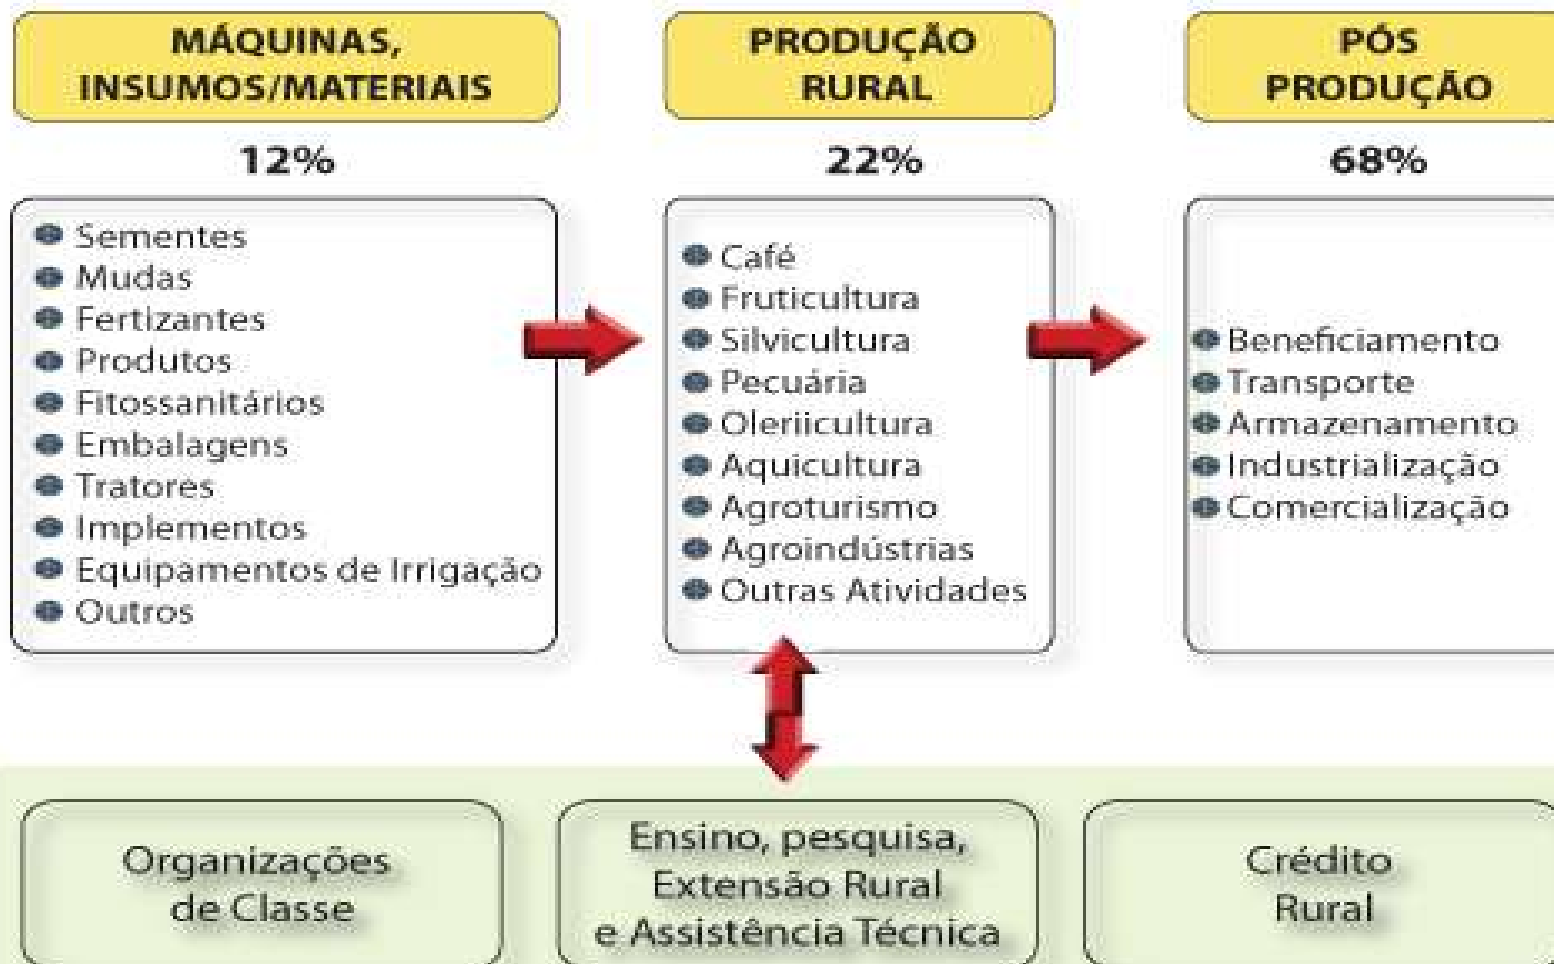 MÁQUINAS,
INSUMOS/MATERIAIS
12%
Sementes
Mudas
Fertizantes
Produtos
Fitossanitários
Embalagens
Tratores
Implementos
Equipamentos de Irrigação
Outros
PRODUÇÃO
RURAL
22%
Café
Fruticultura
Silvicultura
Pecuária
Oleriicultura
Aquicultura
Agroturismo
Agroindústrias
Outras Atividades
PÓS
PRODUÇÃO
68%
Beneficiamento
Transporte
Armazenamento
Industrialização
Comercialização
Organizações
de Classe
Ensino, pesquisa,
Extensão Rural
e Assistência Técnica
Crédito
Rural